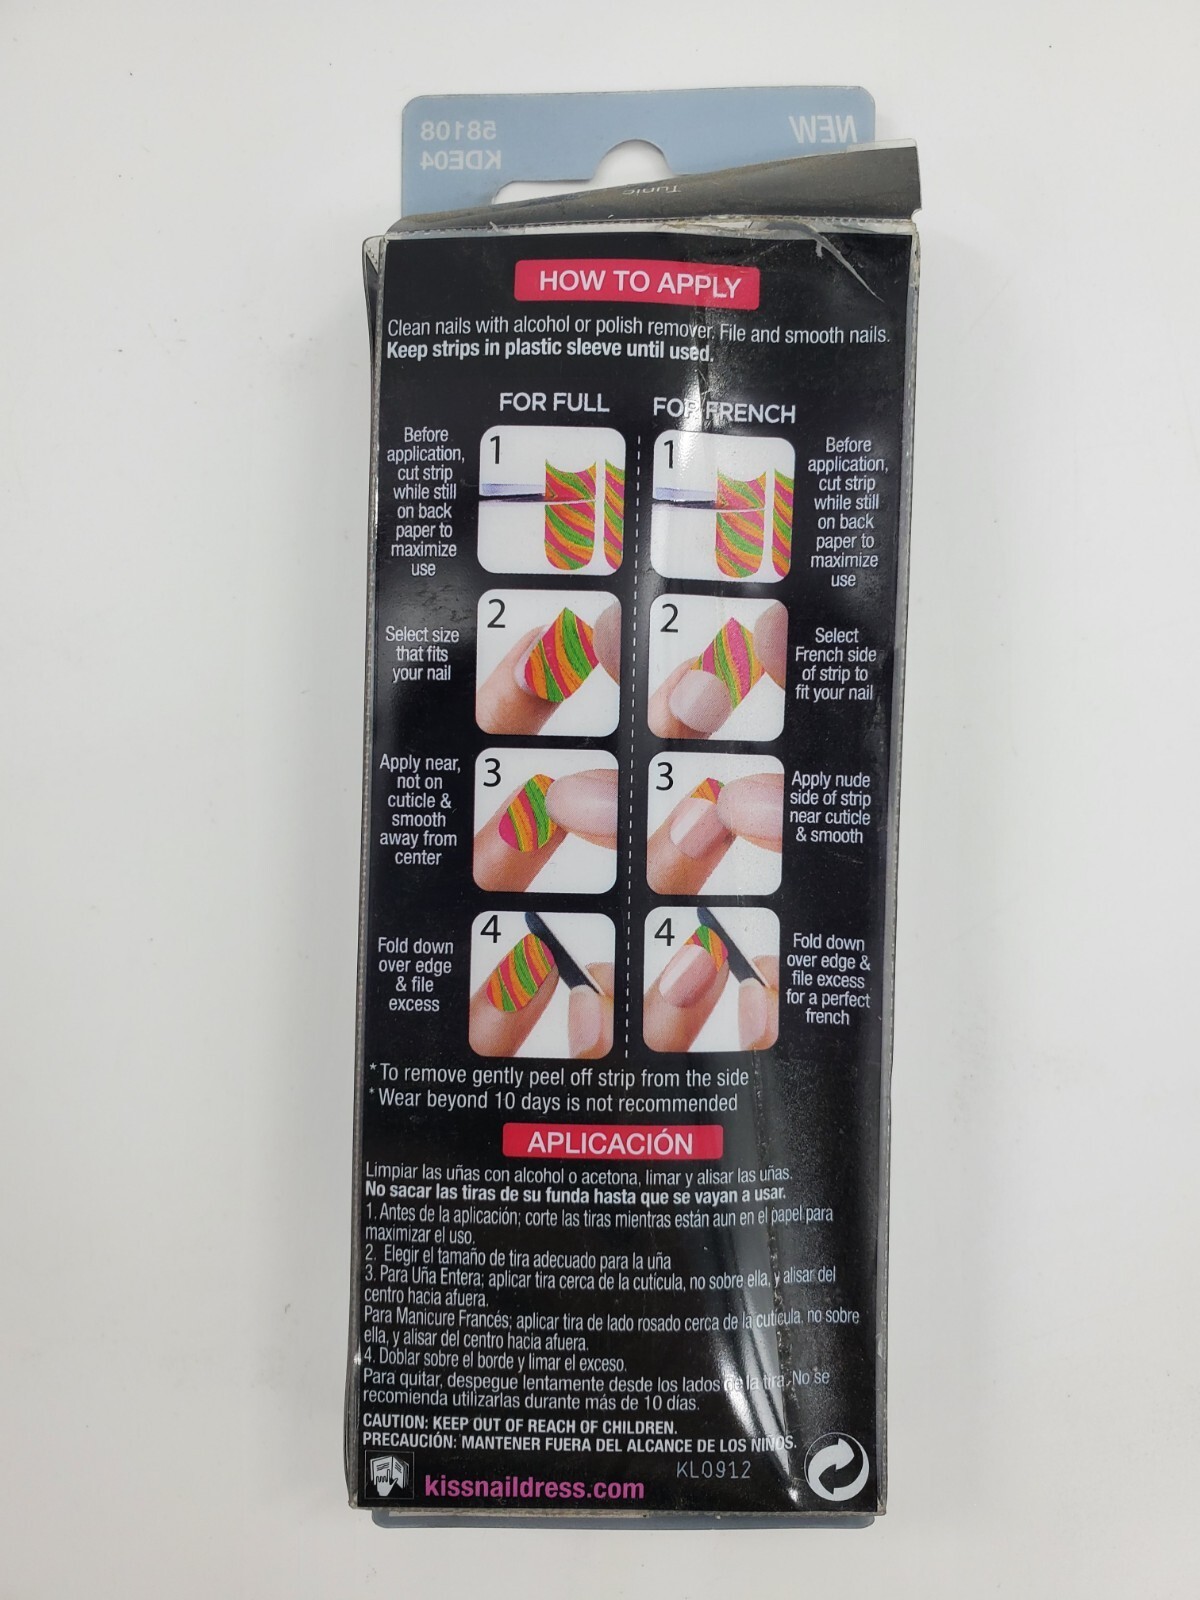 NEW
58108
KDE04
Tunic
HOW TO APPLY
Clean nails with alcohol or polish remover. File and smooth nails.
Keep strips in plastic sleeve until used.
FOR FULL
Before
application,
cut strip
while still
on back
paper to
maximize
use
1
Select size
that fits
your nail
2
Apply near,
not on
cuticle &
smooth
away from
center
3
Fold down
over edge
& file
excess
4
FOR FRENCH
1
Before
application,
cut strip
while still
on back
paper to
maximize
use
2
Select
French side
of strip to
fit your nail
3
Apply nude
side of strip
near cuticle
& smooth
4
Fold down
over edge &
file excess
for a perfect
french
*To remove gently peel off strip from the side
*Wear beyond 10 days is not recommended
APLICACIÓN
Limpiar las uñas con alcohol o acetona, limar y alisar las uñas.
No sacar las tiras de su funda hasta que se vayan a usar.
1. Antes de la aplicación; corte las tiras mientras están aun en el papel para
maximizar el uso.
2. Elegir el tamaño de tira adecuado para la uña
3. Para Uña Entera; aplicar tira cerca de la cutícula, no sobre ella, y alisar del
centro hacia afuera.
Para Manicure Francés; aplicar tira de lado rosado cerca de la cutícula, no sobre
ella, y alisar del centro hacia afuera.
4. Doblar sobre el borde y limar el exceso.
Para quitar, despegue lentamente desde los lados de la tira. No se
recomienda utilizarlas durante más de 10 días.
CAUTION: KEEP OUT OF REACH OF CHILDREN.
PRECAUCIÓN: MANTENER FUERA DEL ALCANCE DE LOS NIÑOS.
KL0912
kissnaildress.com